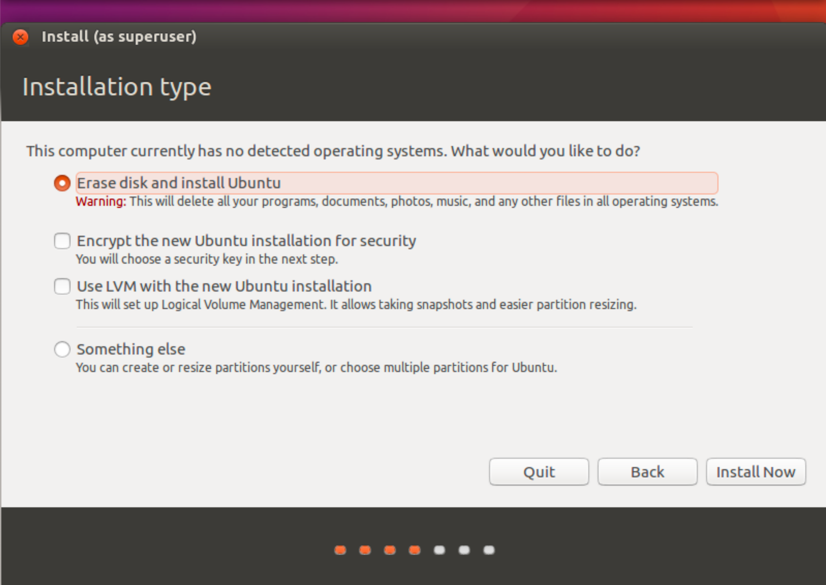 Install (as superuser)
Installation type
This computer currently has no detected operating systems. What would you like to do?
Erase disk and install Ubuntu
Warning: This will delete all your programs, documents, photos, music, and any other files in all operating systems.
Encrypt the new Ubuntu installation for security
You will choose a security key in the next step.
Use LVM with the new Ubuntu installation
This will set up Logical Volume Management. It allows taking snapshots and easier partition resizing.
Something else
You can create or resize partitions yourself, or choose multiple partitions for Ubuntu.
Quit
Back
Install Now